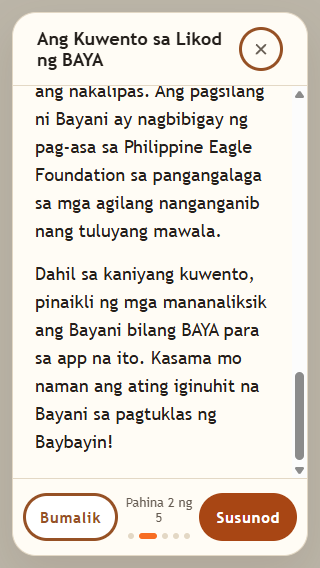 Ang Kuwento sa Likod
ng BAYA
ang nakalipas. Ang pagsilang
ni Bayani ay nagbibigay ng
pag-asa sa Philippine Eagle
Foundation sa pangangalaga
sa mga agilang nanganganib
nang tuluyang mawala.
Dahil sa kaniyang kuwento,
pinaikli ng mga mananaliksik
ang Bayani bilang BAYA para
sa app na ito. Kasama mo
naman ang ating iginuhit na
Bayani sa pagtuklas ng
Baybayin!
Bumalik
Pahina 2 ng
5
Susunod